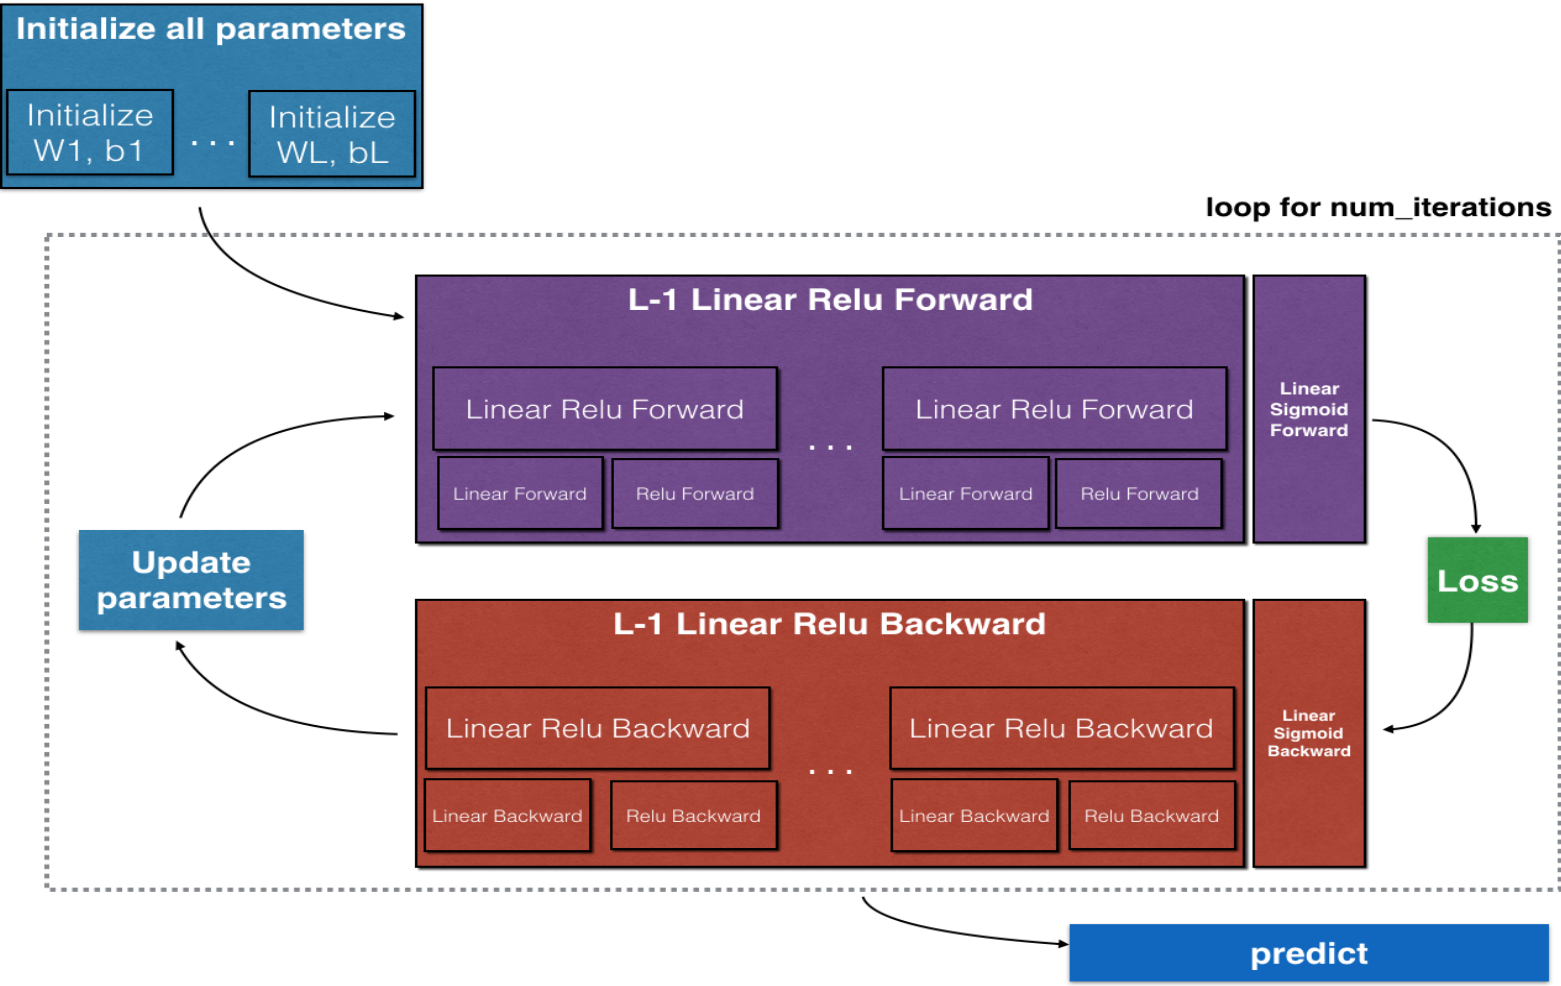 Initialize all parameters
Initialize
W1, b1
. . .
Initialize
WL, bL
loop for num_iterations
L-1 Linear Relu Forward
Linear Relu Forward
Linear Forward
Relu Forward
. . .
Linear Relu Forward
Linear Forward
Relu Forward
Linear
Sigmoid
Forward
Loss
Update
parameters
L-1 Linear Relu Backward
Linear Relu Backward
Linear Backward
Relu Backward
. . .
Linear Relu Backward
Linear Backward
Relu Backward
Linear
Sigmoid
Backward
predict